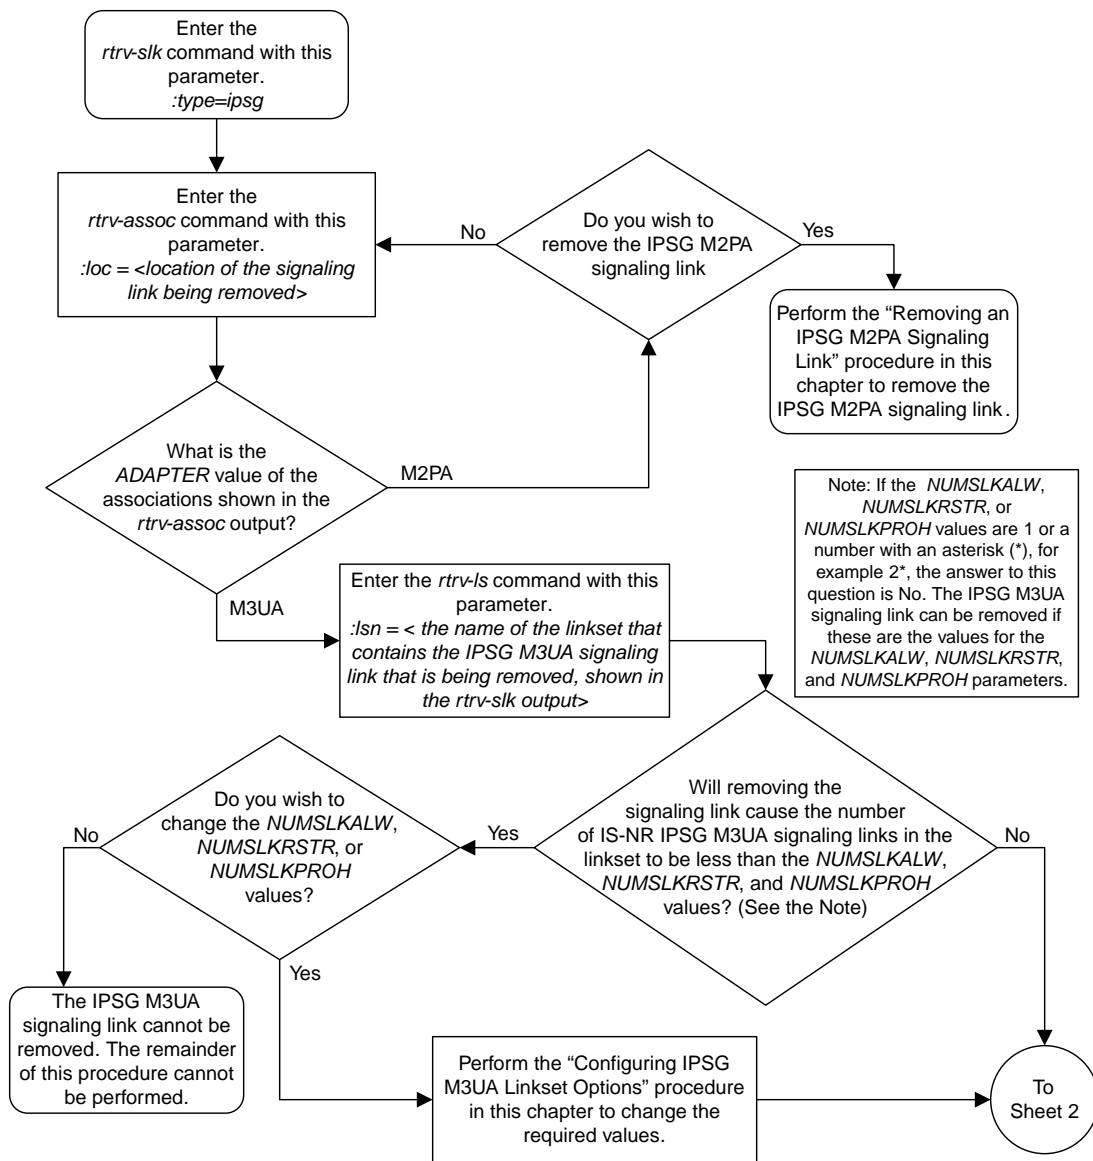 Enter the
rtrv-slk command with this
parameter.
:type=ipsg
Enter the
rtrv-assoc command with this
parameter.
:loc = <location of the signaling
link being removed>
No
Do you wish to
remove the IPSG M2PA
signaling link
Yes
Perform the “Removing an
IPSG M2PA Signaling
Link” procedure in this
chapter to remove the
IPSG M2PA signaling link.
What is the
ADAPTER value of the
associations shown in the
rtrv-assoc output?
M2PA
M3UA
Note: If the NUMSLKALW,
NUMSLKRSTR, or
NUMSLKPROH values are 1 or a
number with an asterisk (*), for
example 2*, the answer to this
question is No. The IPSG M3UA
signaling link can be removed if
these are the values for the
NUMSLKALW, NUMSLKRSTR,
and NUMSLKPROH parameters.
Enter the rtrv-ls command with this
parameter.
:lsn = < the name of the linkset that
contains the IPSG M3UA signaling
link that is being removed, shown in
the rtrv-slk output>
Will removing the
signaling link cause the number
of IS-NR IPSG M3UA signaling links in the
linkset to be less than the NUMSLKALW,
NUMSLKRSTR, and NUMSLKPROH
values? (See the Note)
No
Yes
Do you wish to
change the NUMSLKALW,
NUMSLKRSTR, or
NUMSLKPROH
values?
No
Yes
The IPSG M3UA
signaling link cannot be
removed. The remainder
of this procedure cannot
be performed.
Perform the “Configuring IPSG
M3UA Linkset Options” procedure
in this chapter to change the
required values.
To
Sheet 2